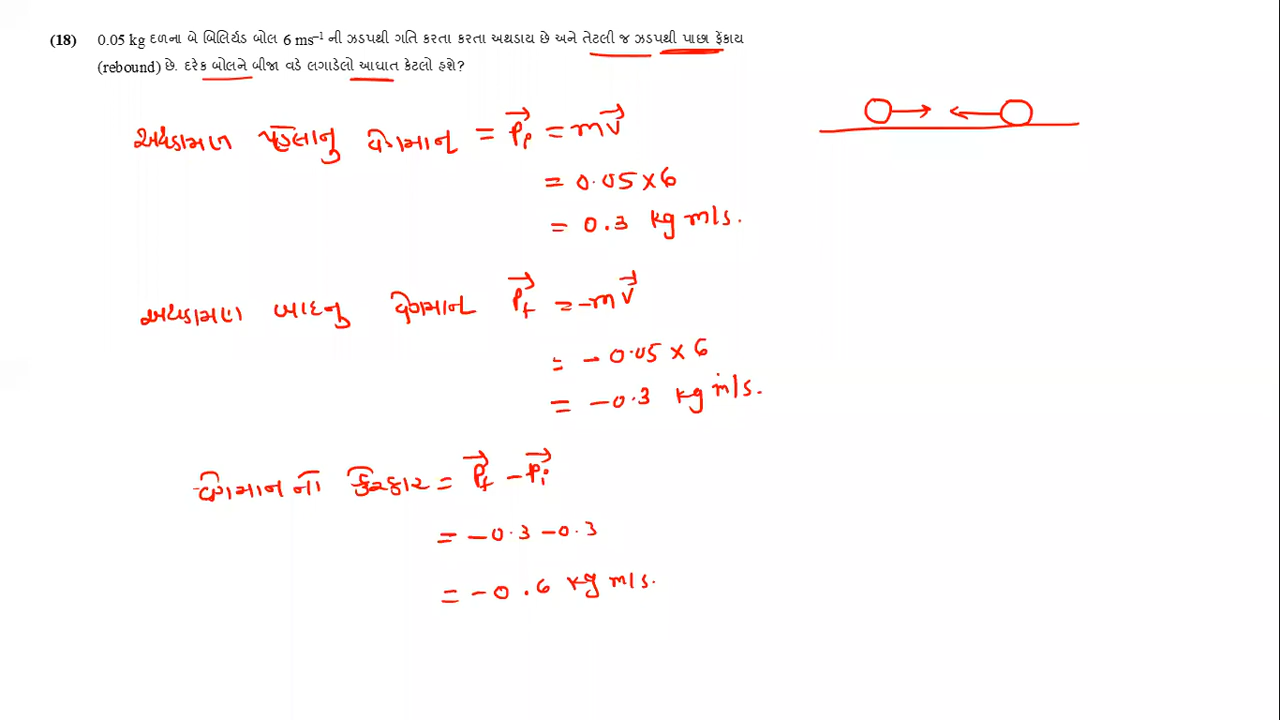 (18) 0.05 kg દળના બે બિલિર્યડ બોલ 6 ms⁻¹ ની ઝડપથી ગતિ કરતા કરતા અથડાય છે અને તેટલી જ ઝડપથી પાછા ફેંકાય
(rebound) છે. દરેક બોલને બીજા વડે લગાડેલો આઘાત કેટલો હશે?
અથડામણ પહેલાનુ વેગમાન = P⃗ᵢ = mv⃗
= 0.05 × 6
= 0.3 kg m/s.
અથડામણ બાદનુ વેગમાન P⃗f = -mv⃗
= - 0.05 × 6
= -0.3 kg m/s.
વેગમાન નો ફેરફાર = P⃗f - P⃗i
= -0.3 -0.3
= -0.6 kg m/s.